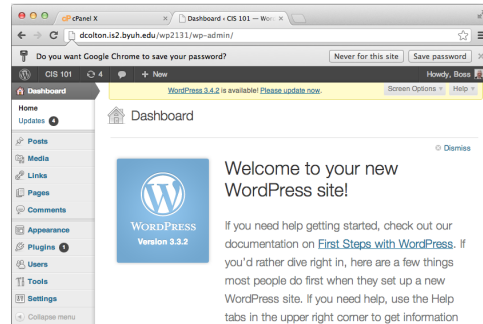 cPanel X
Dashboard ‹ CIS 101 — Word
dcolton.is2.byuh.edu/wp2131/wp-admin/
Do you want Google Chrome to save your password?
Never for this site
Save password
CIS 101
4
+ New
Howdy, Boss
Dashboard
WordPress 3.4.2 is available! Please update now.
Screen Options
Help
Home
Updates 4
Dashboard
Posts
Dismiss
Media
Links
Pages
Comments
Appearance
Plugins 1
Users
Tools
Settings
Collapse menu
WORDPRESS
Version 3.3.2
Welcome to your new
WordPress site!
If you need help getting started, check out our
documentation on First Steps with WordPress. If
you'd rather dive right in, here are a few things
most people do first when they set up a new
WordPress site. If you need help, use the Help
tabs in the upper right corner to get information